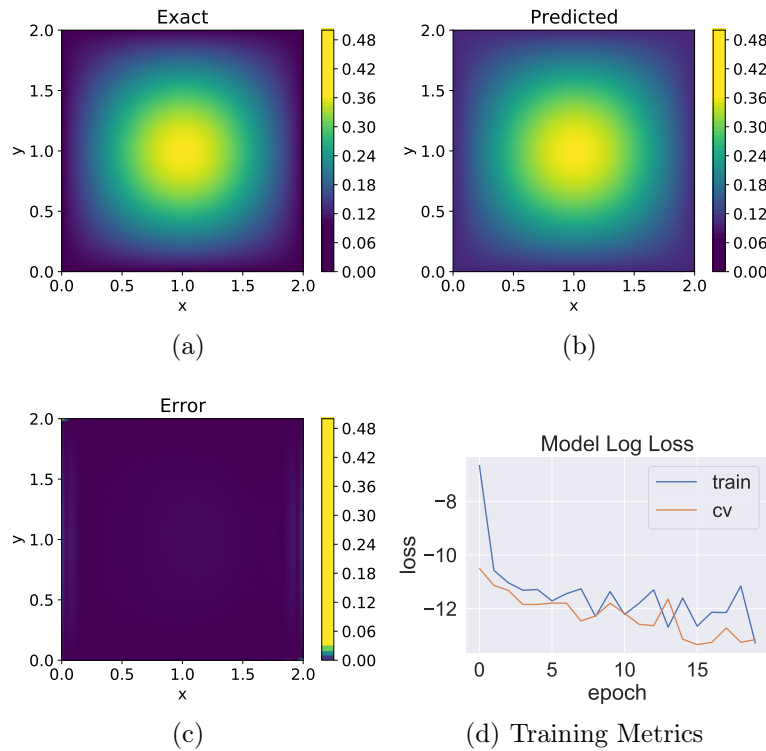 Exact
2.0
1.5
1.0
0.5
0.0
y
0.0 0.5 1.0 1.5 2.0
x
0.48
0.42
0.36
0.30
0.24
0.18
0.12
0.06
0.00
(a)
Predicted
2.0
1.5
1.0
0.5
0.0
y
0.0 0.5 1.0 1.5 2.0
x
0.48
0.42
0.36
0.30
0.24
0.18
0.12
0.06
0.00
(b)
Error
2.0
1.5
1.0
0.5
0.0
y
0.0 0.5 1.0 1.5 2.0
x
0.48
0.42
0.36
0.30
0.24
0.18
0.12
0.06
0.00
(c)
Model Log Loss
train
cv
−8
−10
−12
loss
0 5 10 15
epoch
(d) Training Metrics